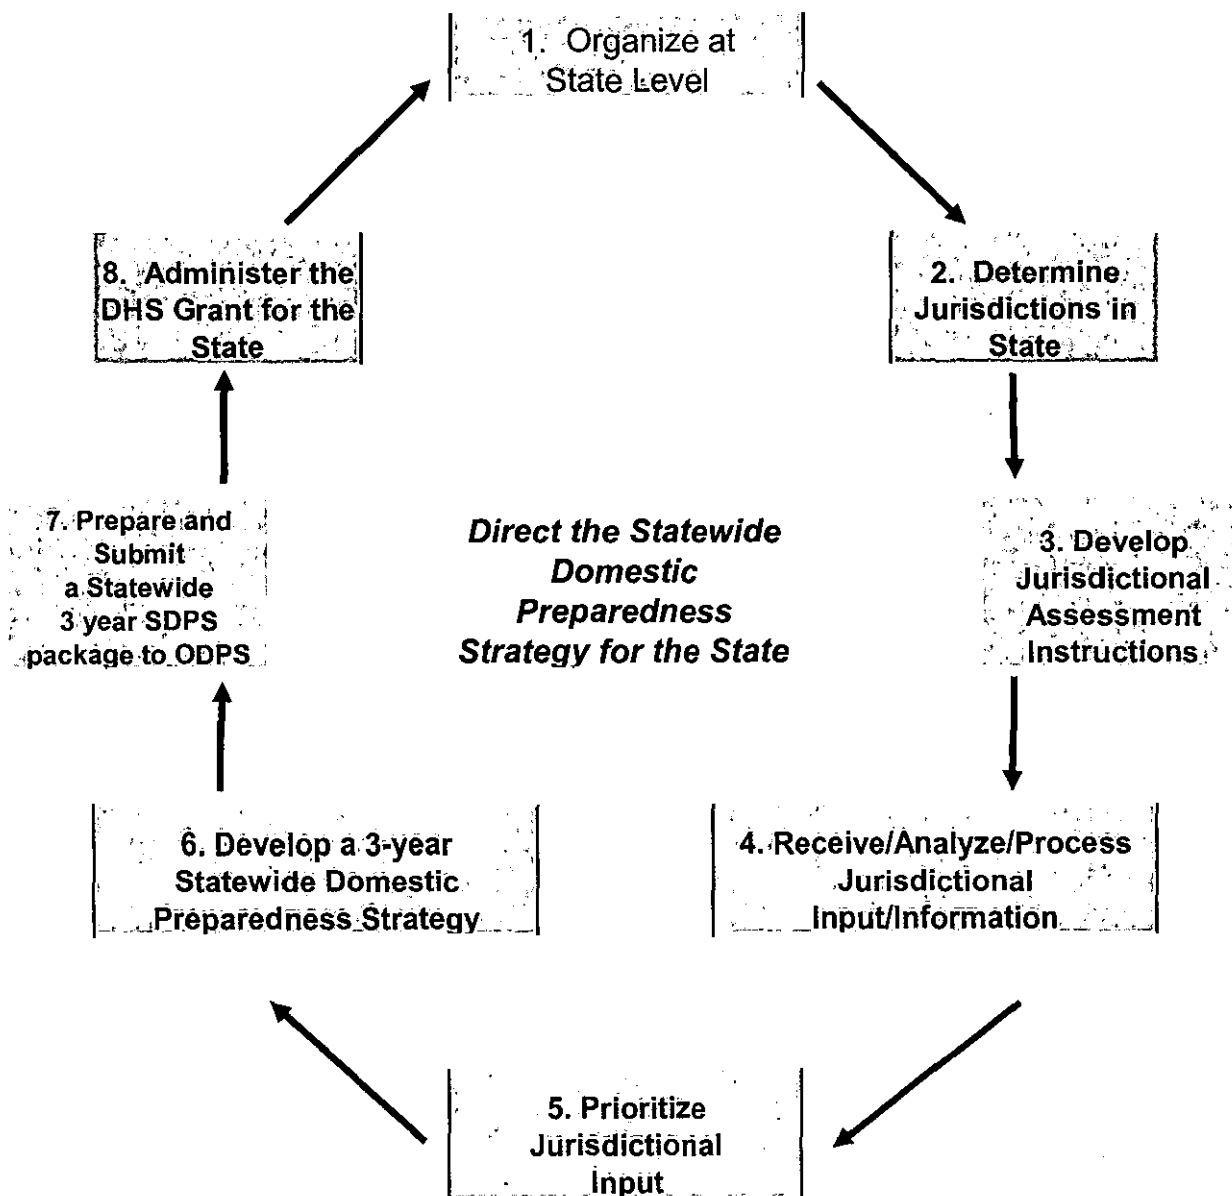 1. Organize at
State Level
2. Determine
Jurisdictions in
State
3. Develop
Jurisdictional
Assessment
Instructions
4. Receive/Analyze/Process
Jurisdictional
Input/Information
5. Prioritize
Jurisdictional
Input
6. Develop a 3-year
Statewide Domestic
Preparedness Strategy
7. Prepare and
Submit
a Statewide
3 year SDPS
package to ODPS
8. Administer the
DHS Grant for the
State
Direct the Statewide
Domestic
Preparedness
Strategy for the State